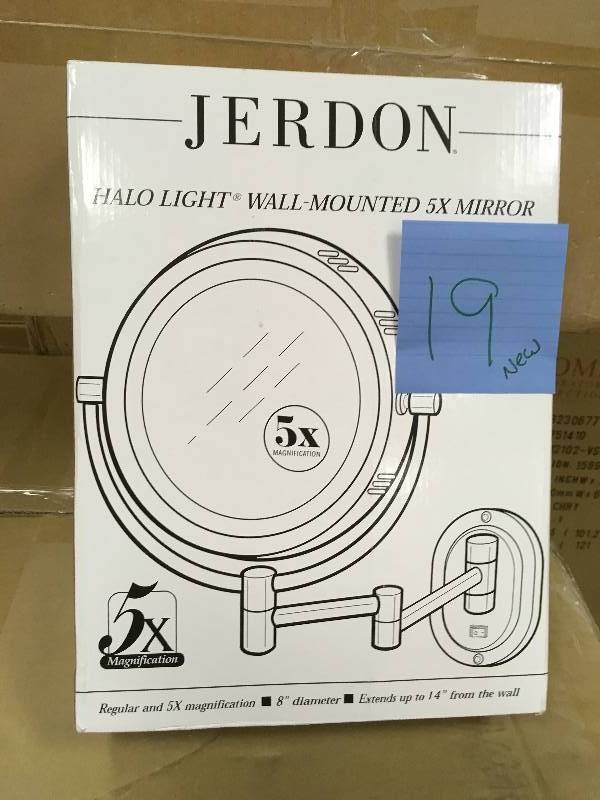 JERDON
HALO LIGHT® WALL-MOUNTED 5X MIRROR
19
New
5x
MAGNIFICATION
5X
Magnification
Regular and 5X magnification ■ 8" diameter ■ Extends up to 14" from the wall